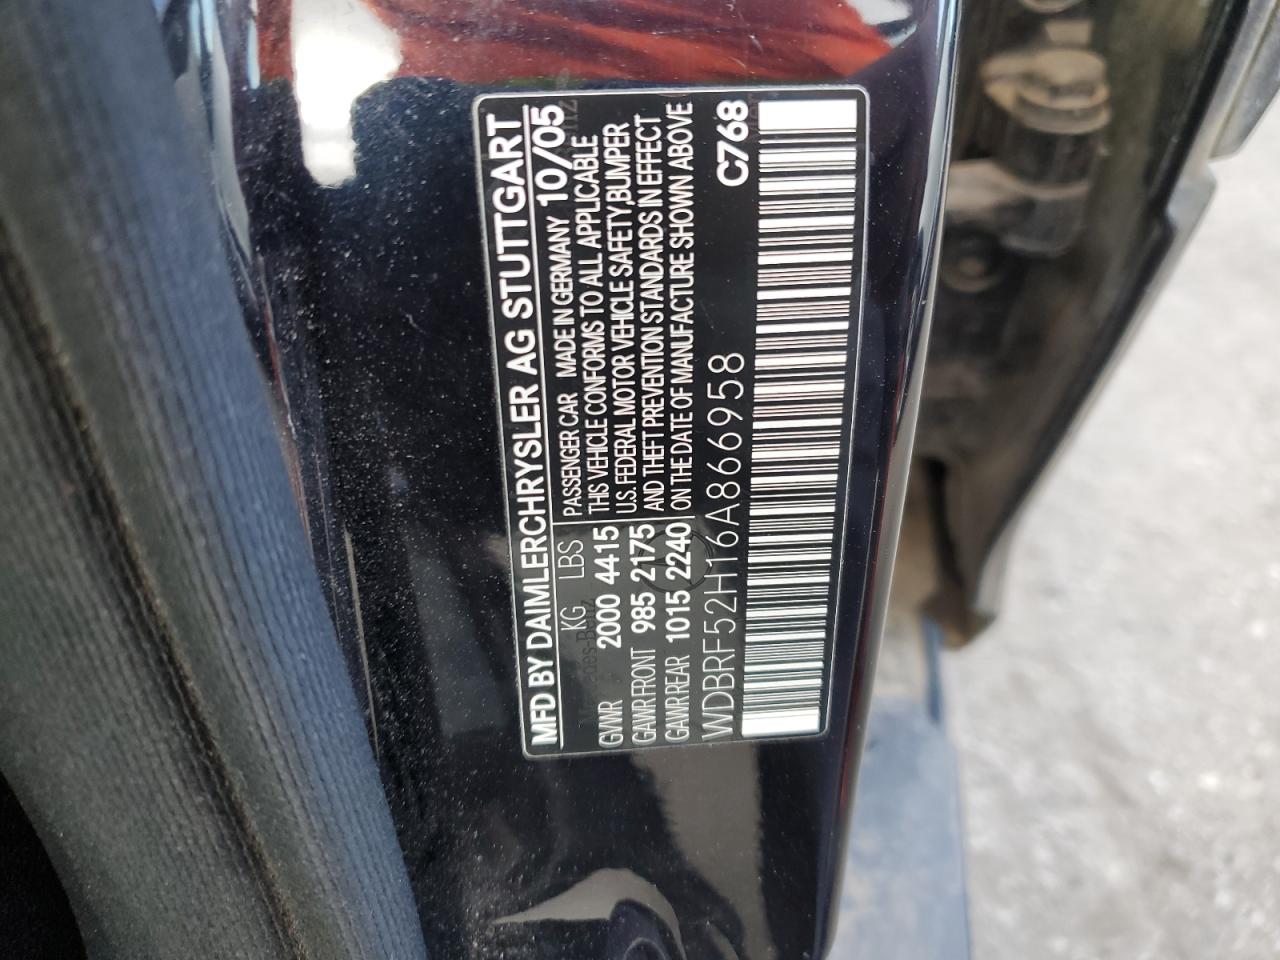 MFD BY DAIMLERCHRYSLER AG STUTTGART
KG LBS
GVWR 2000 4415
GAWR FRONT 985 2175
GAWR REAR 1015 2240
PASSENGER CAR MADE IN GERMANY 10/05
THIS VEHICLE CONFORMS TO ALL APPLICABLE
U.S. FEDERAL MOTOR VEHICLE SAFETY,BUMPER
AND THEFT PREVENTION STANDARDS IN EFFECT
ON THE DATE OF MANUFACTURE SHOWN ABOVE
WDBRF52H16A866958 C768